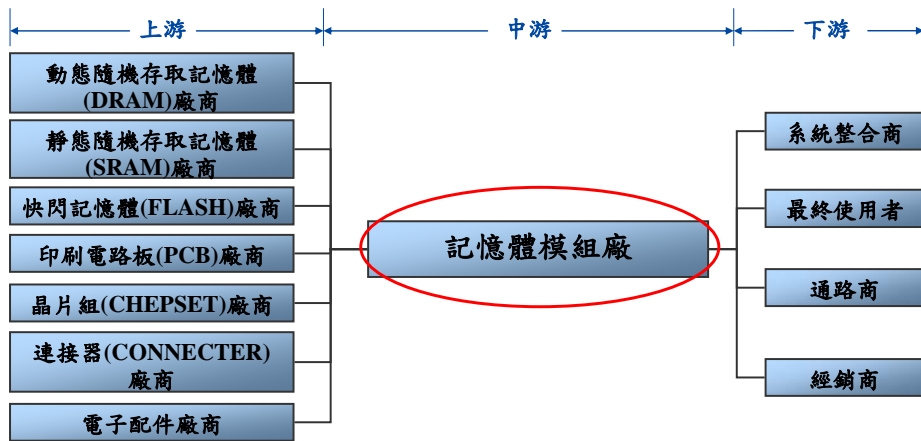 上游
中游
下游
動態隨機存取記憶體
(DRAM)廠商
靜態隨機存取記憶體
(SRAM)廠商
快閃記憶體(FLASH)廠商
印刷電路板(PCB)廠商
晶片組(CHEPSET)廠商
連接器(CONNECTER)
廠商
電子配件廠商
記憶體模組廠
系統整合商
最終使用者
通路商
經銷商